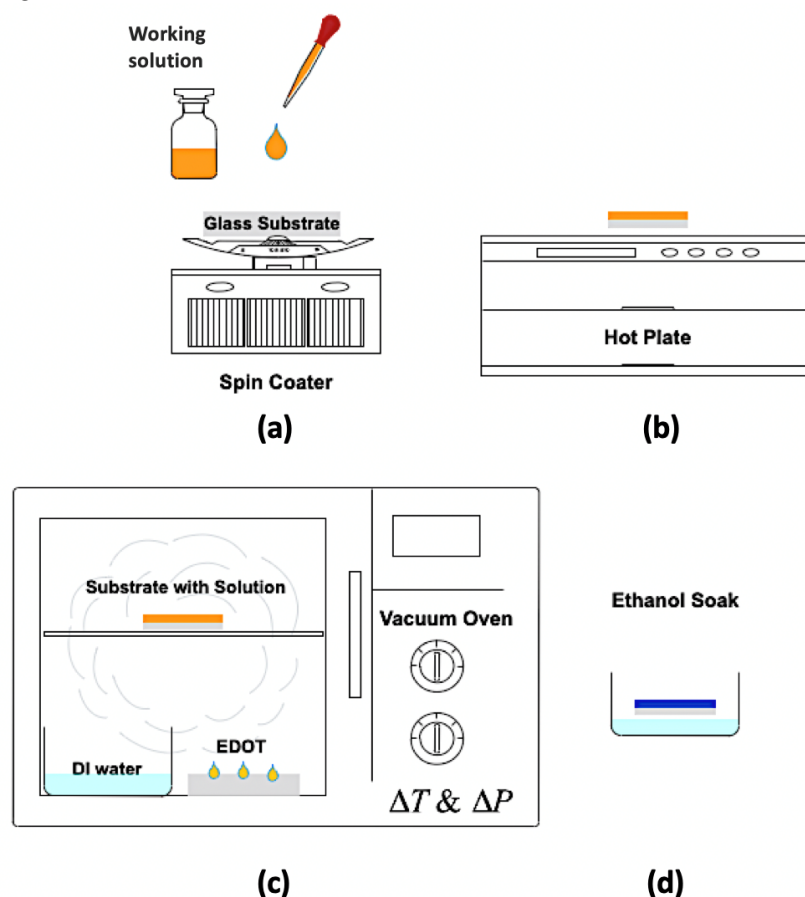 Working
solution
Glass Substrate
Spin Coater
(a)
Hot Plate
(b)
Substrate with Solution
Vacuum Oven
DI water
EDOT
ΔT & ΔP
(c)
Ethanol Soak
(d)